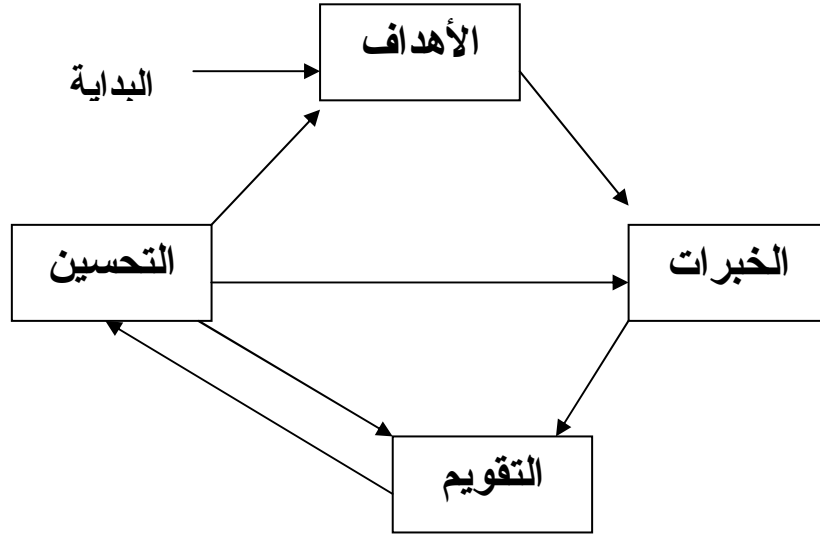 الأهداف
البداية
الخبرات
التحسين
التقويم